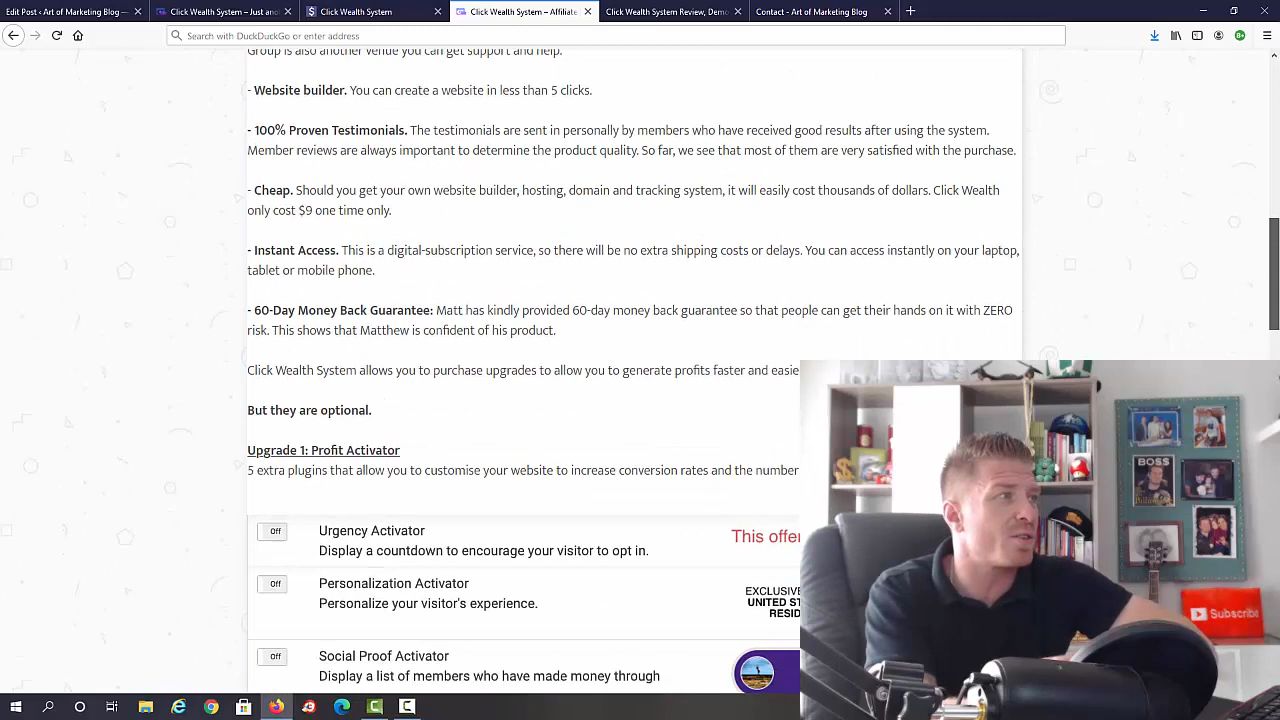 Edit Post ‹ Art of Marketing Blog —
Click Wealth System – Just anot
Click Wealth System
Click Wealth System – Affiliate
Click Wealth System Review, Demo
Contact - Art of Marketing Blog
Search with DuckDuckGo or enter address
Group is also another venue you can get support and help.
- Website builder. You can create a website in less than 5 clicks.
- 100% Proven Testimonials. The testimonials are sent in personally by members who have received good results after using the system.
Member reviews are always important to determine the product quality. So far, we see that most of them are very satisfied with the purchase.
- Cheap. Should you get your own website builder, hosting, domain and tracking system, it will easily cost thousands of dollars. Click Wealth
only cost $9 one time only.
- Instant Access. This is a digital-subscription service, so there will be no extra shipping costs or delays. You can access instantly on your laptop,
tablet or mobile phone.
- 60-Day Money Back Guarantee: Matt has kindly provided 60-day money back guarantee so that people can get their hands on it with ZERO
risk. This shows that Matthew is confident of his product.
Click Wealth System allows you to purchase upgrades to allow you to generate profits faster and easie
But they are optional.
Upgrade 1: Profit Activator
5 extra plugins that allow you to customise your website to increase conversion rates and the number
Off
Urgency Activator
Display a countdown to encourage your visitor to opt in.
This offe
Off
Personalization Activator
Personalize your visitor's experience.
EXCLUSIVE
UNITED ST
RESID
Off
Social Proof Activator
Display a list of members who have made money through
BOSS
Subscribe